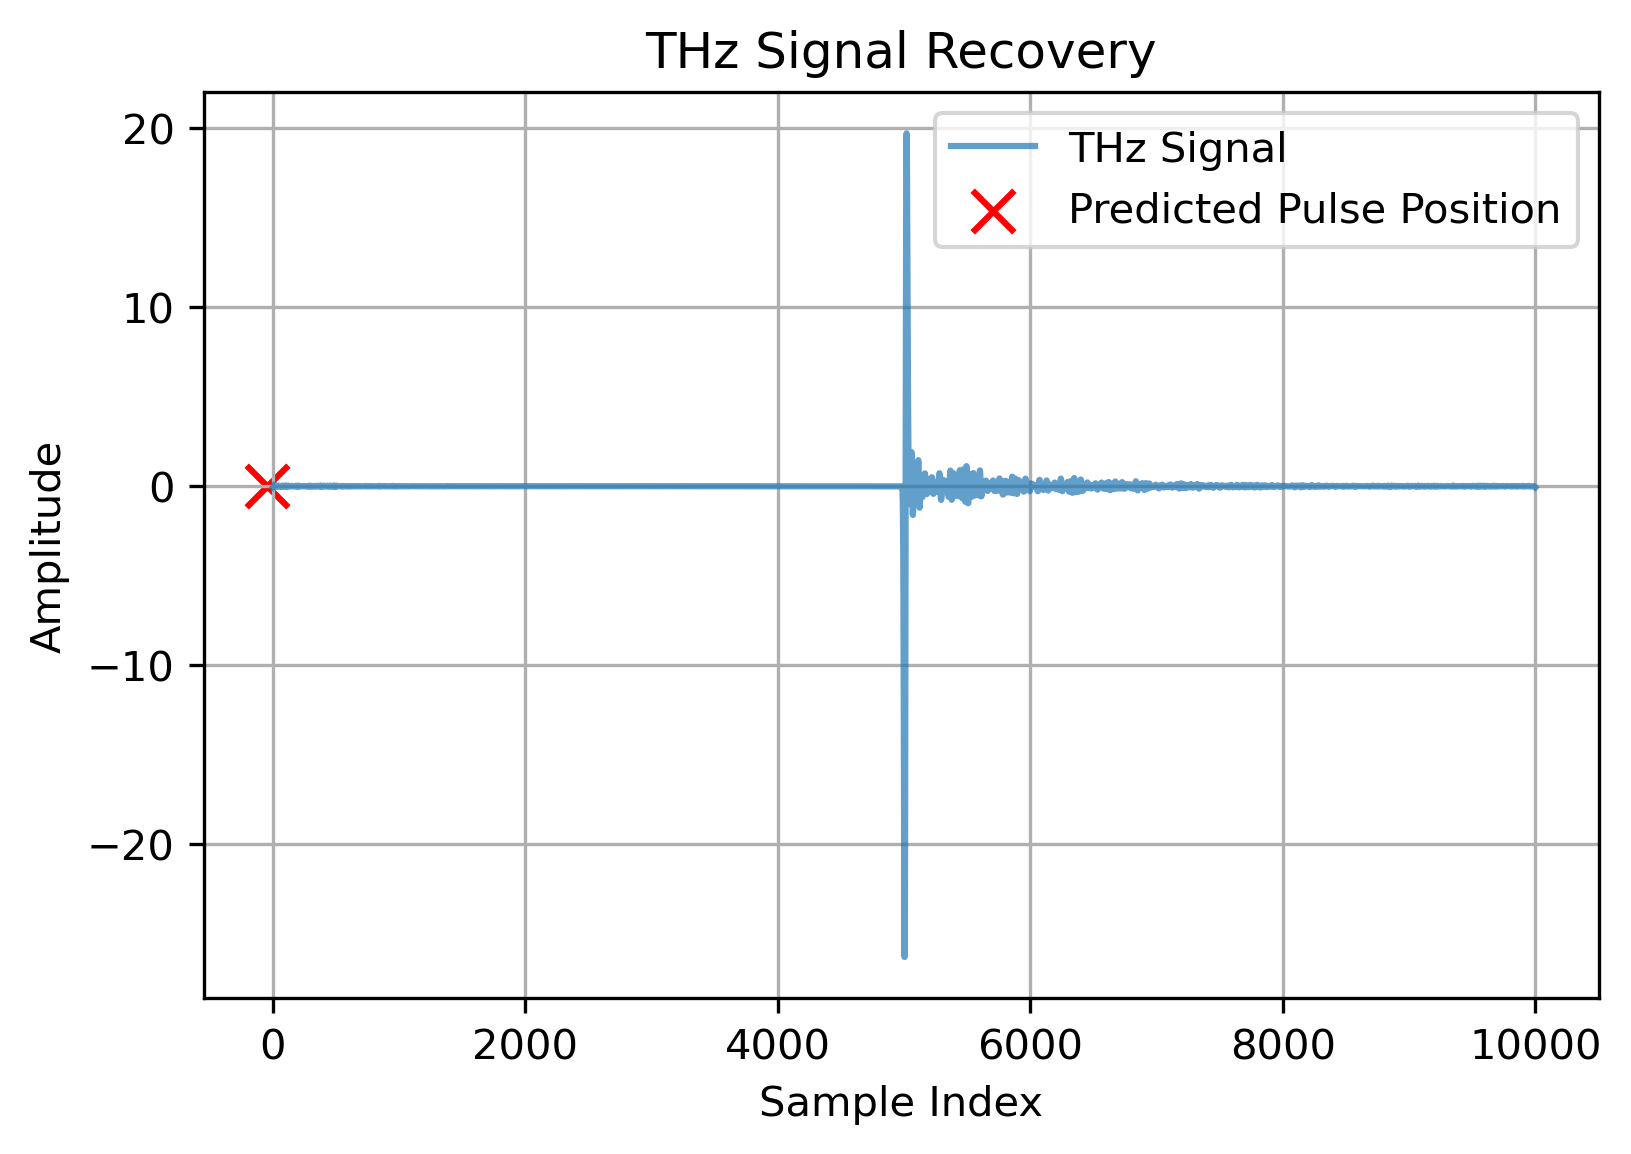 THz Signal Recovery
THz Signal
Predicted Pulse Position
20
10
0
−10
−20
Amplitude
0 2000 4000 6000 8000 10000
Sample Index